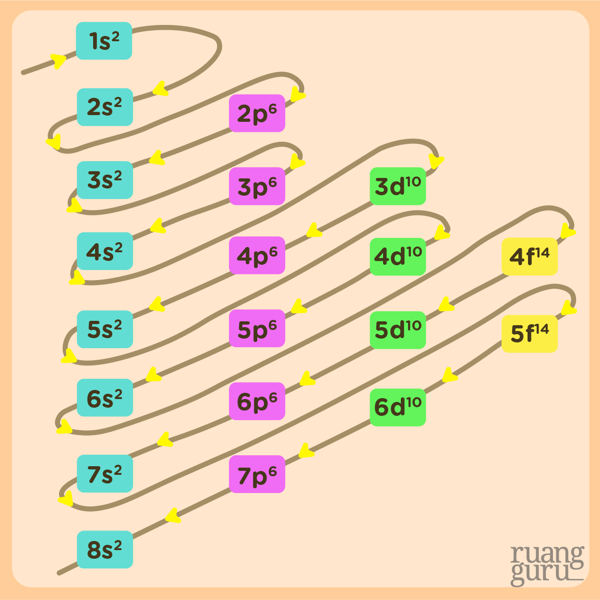 1s²
2s²
2p⁶
3s²
3p⁶
3d¹⁰
4s²
4p⁶
4d¹⁰
4f¹⁴
5s²
5p⁶
5d¹⁰
5f¹⁴
6s²
6p⁶
6d¹⁰
7s²
7p⁶
8s²
ruang
guru